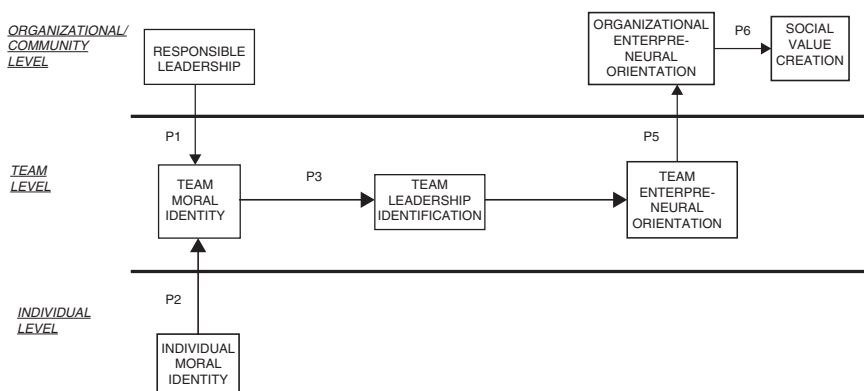 ORGANIZATIONAL/
COMMUNITY
LEVEL
RESPONSIBLE
LEADERSHIP
ORGANIZATIONAL
ENTERPRE-
NEURAL
ORIENTATION
P6
SOCIAL
VALUE
CREATION
P1
P5
TEAM
LEVEL
TEAM
MORAL
IDENTITY
P3
TEAM
LEADERSHIP
IDENTIFICATION
TEAM
ENTERPRE-
NEURAL
ORIENTATION
P2
INDIVIDUAL
LEVEL
INDIVIDUAL
MORAL
IDENTITY